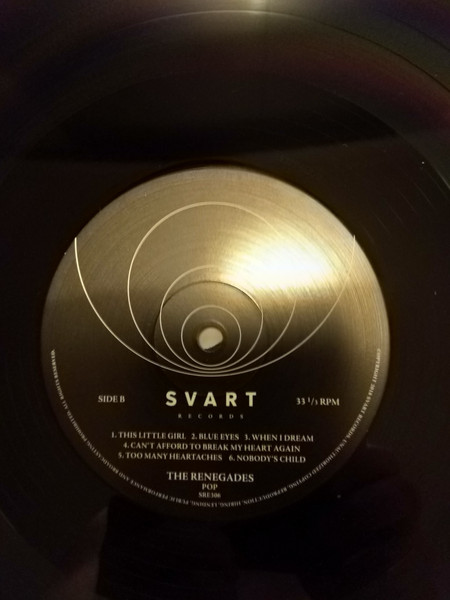 SIDE B
SVART
RECORDS
33 1/3 RPM
1. THIS LITTLE GIRL 2. BLUE EYES 3. WHEN I DREAM
4. CAN'T AFFORD TO BREAK MY HEART AGAIN
5. TOO MANY HEARTACHES 6. NOBODY'S CHILD
THE RENEGADES
POP
SRE306